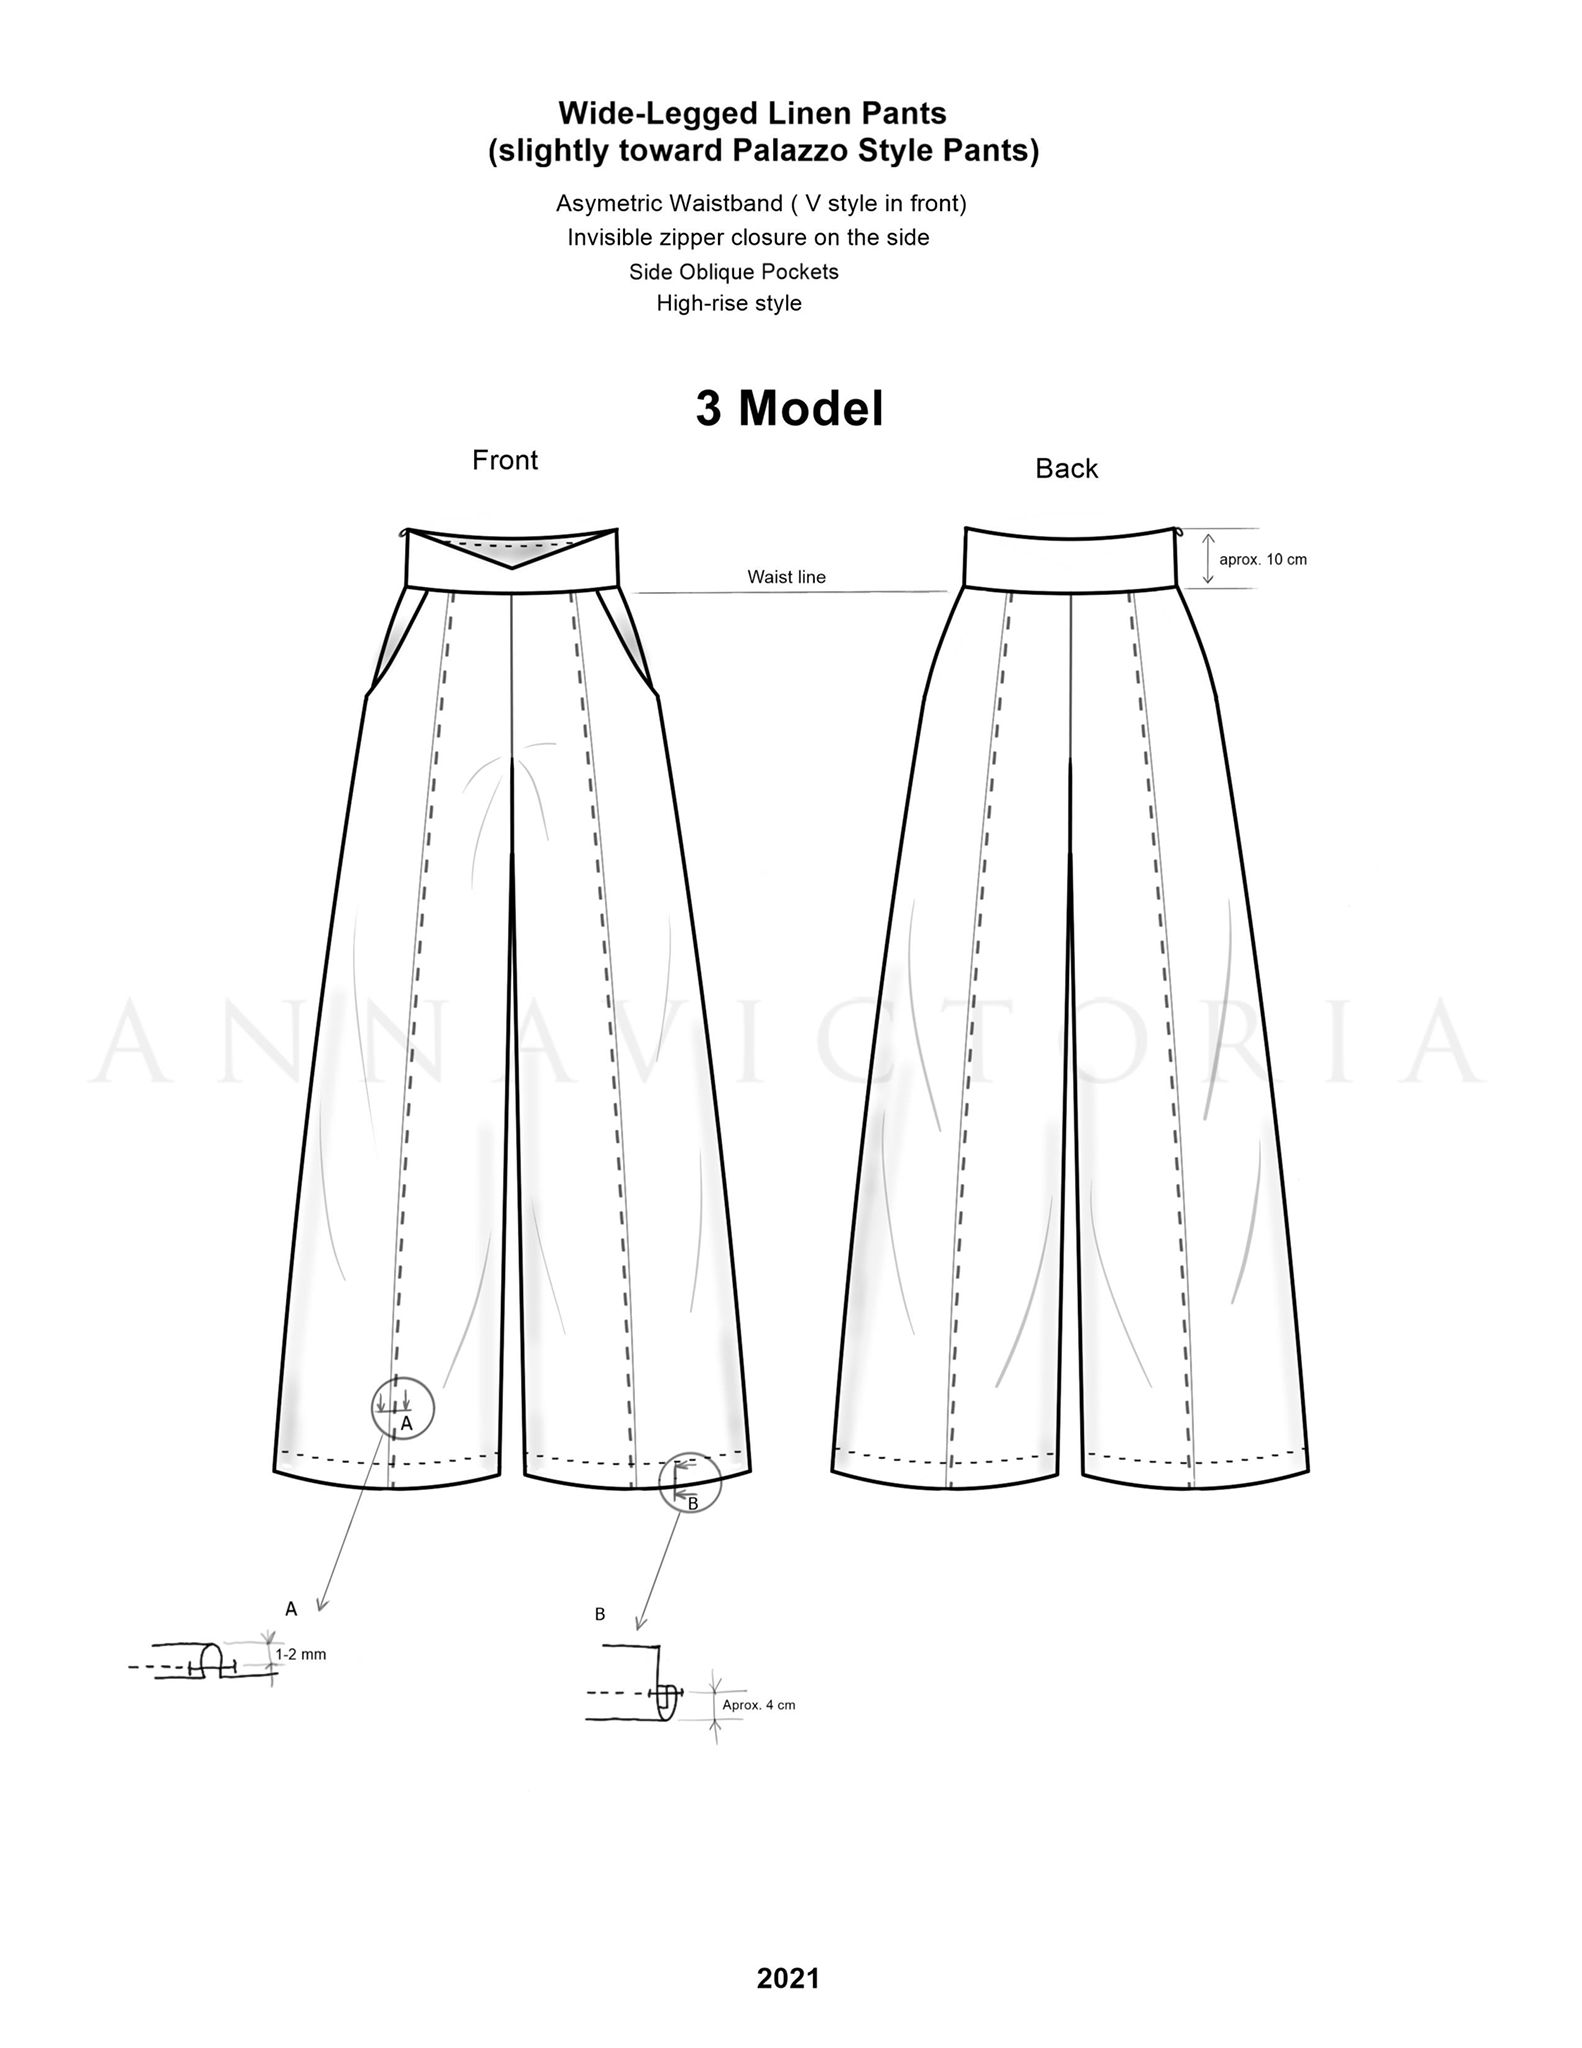 Wide-Legged Linen Pants
(slightly toward Palazzo Style Pants)
Asymetric Waistband ( V style in front)
Invisible zipper closure on the side
Side Oblique Pockets
High-rise style
3 Model
Front
Back
Waist line
aprox. 10 cm
ANNAVICTORIA
A
B
A
B
1-2 mm
Aprox. 4 cm
2021